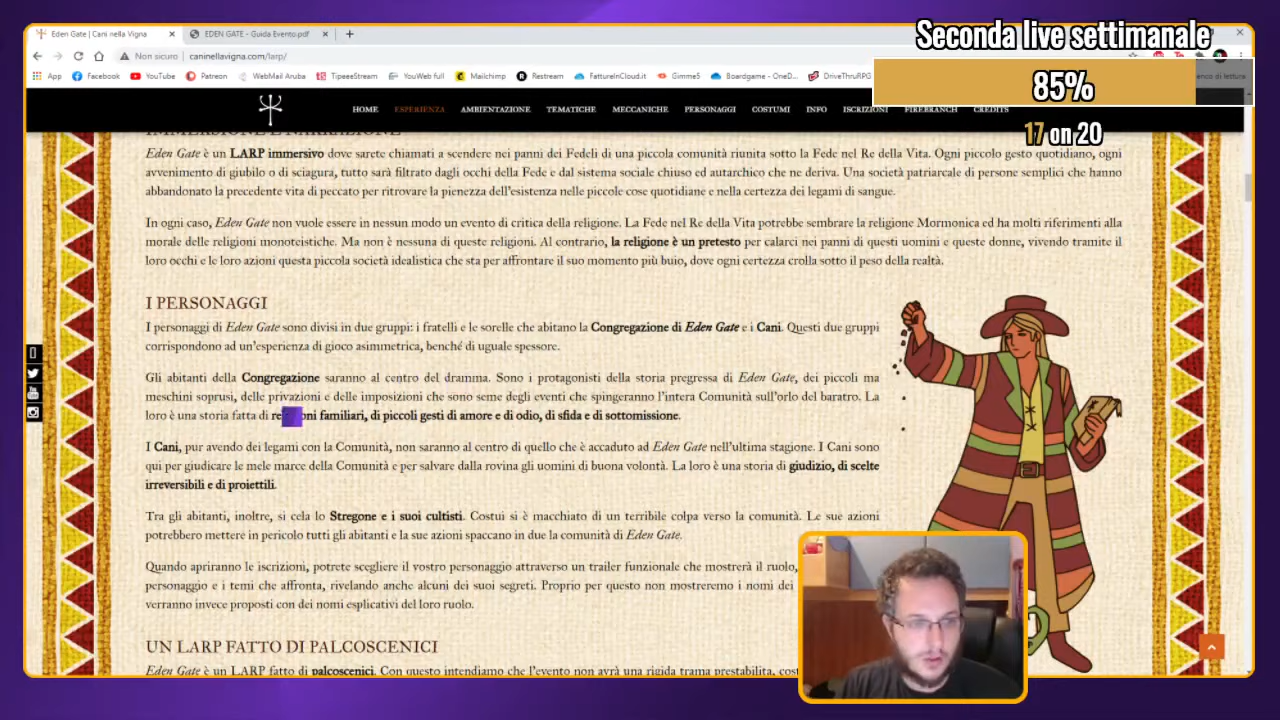 Seconda live settimanale
85%
17 on 20
Eden Gate | Cani nella Vigna
EDEN GATE - Guida Evento.pdf
Non sicuro
caninellavigna.com/larp/
App
Facebook
YouTube
Patreon
WebMail Aruba
TipeeeStream
YouWeb full
Mailchimp
Restream
FattureInCloud.it
Gimme5
Boardgame - OneD...
DriveThruRPG
HOME
ESPERIENZA
AMBIENTAZIONE
TEMATICHE
MECCANICHE
PERSONAGGI
COSTUMI
INFO
ISCRIZIONI
FIREBRANCH
CREDITS
IMMERSIONE E NARRAZIONE
Eden Gate è un LARP immersivo dove sarete chiamati a scendere nei panni dei Fedeli di una piccola comunità riunita sotto la Fede nel Re della Vita. Ogni piccolo gesto quotidiano, ogni
avvenimento di giubilo o di sciagura, tutto sarà filtrato dagli occhi della Fede e dal sistema sociale chiuso ed autarchico che ne deriva. Una società patriarcale di persone semplici che hanno
abbandonato la precedente vita di peccato per ritrovare la pienezza dell'esistenza nelle piccole cose quotidiane e nella certezza dei legami di sangue.
In ogni caso, Eden Gate non vuole essere in nessun modo un evento di critica della religione. La Fede nel Re della Vita potrebbe sembrare la religione Mormonica ed ha molti riferimenti alla
morale delle religioni monoteistiche. Ma non è nessuna di queste religioni. Al contrario, la religione è un pretesto per calarci nei panni di questi uomini e queste donne, vivendo tramite il
loro occhi e le loro azioni questa piccola società idealistica che sta per affrontare il suo momento più buio, dove ogni certezza crolla sotto il peso della realtà.
I PERSONAGGI
I personaggi di Eden Gate sono divisi in due gruppi: i fratelli e le sorelle che abitano la Congregazione di Eden Gate e i Cani. Questi due gruppi
corrispondono ad un'esperienza di gioco asimmetrica, benché di uguale spessore.
Gli abitanti della Congregazione saranno al centro del dramma. Sono i protagonisti della storia pregressa di Eden Gate, dei piccoli ma
meschini soprusi, delle privazioni e delle imposizioni che sono seme degli eventi che spingeranno l'intera Comunità sull'orlo del baratro. La
loro è una storia fatta di re oni familiari, di piccoli gesti di amore e di odio, di sfida e di sottomissione.
I Cani, pur avendo dei legami con la Comunità, non saranno al centro di quello che è accaduto ad Eden Gate nell'ultima stagione. I Cani sono
qui per giudicare le mele marce della Comunità e per salvare dalla rovina gli uomini di buona volontà. La loro è una storia di giudizio, di scelte
irreversibili e di proiettili.
Tra gli abitanti, inoltre, si cela lo Stregone e i suoi cultisti. Costui si è macchiato di un terribile colpa verso la comunità. Le sue azioni
potrebbero mettere in pericolo tutti gli abitanti e la sue azioni spaccano in due la comunità di Eden Gate.
Quando apriranno le iscrizioni, potrete scegliere il vostro personaggio attraverso un trailer funzionale che mostrerà il ruolo,
personaggio e i temi che affronta, rivelando anche alcuni dei suoi segreti. Proprio per questo non mostreremo i nomi dei
verranno invece proposti con dei nomi esplicativi del loro ruolo.
UN LARP FATTO DI PALCOSCENICI
Eden Gate è un LARP fatto di palcoscenici. Con questo intendiamo che l'evento non avrà una rigida trama prestabilita,